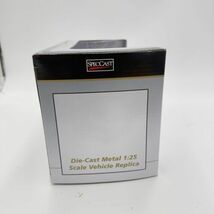 SPECCAST
Die-Cast Metal 1:25
Scale Vehicle Replica